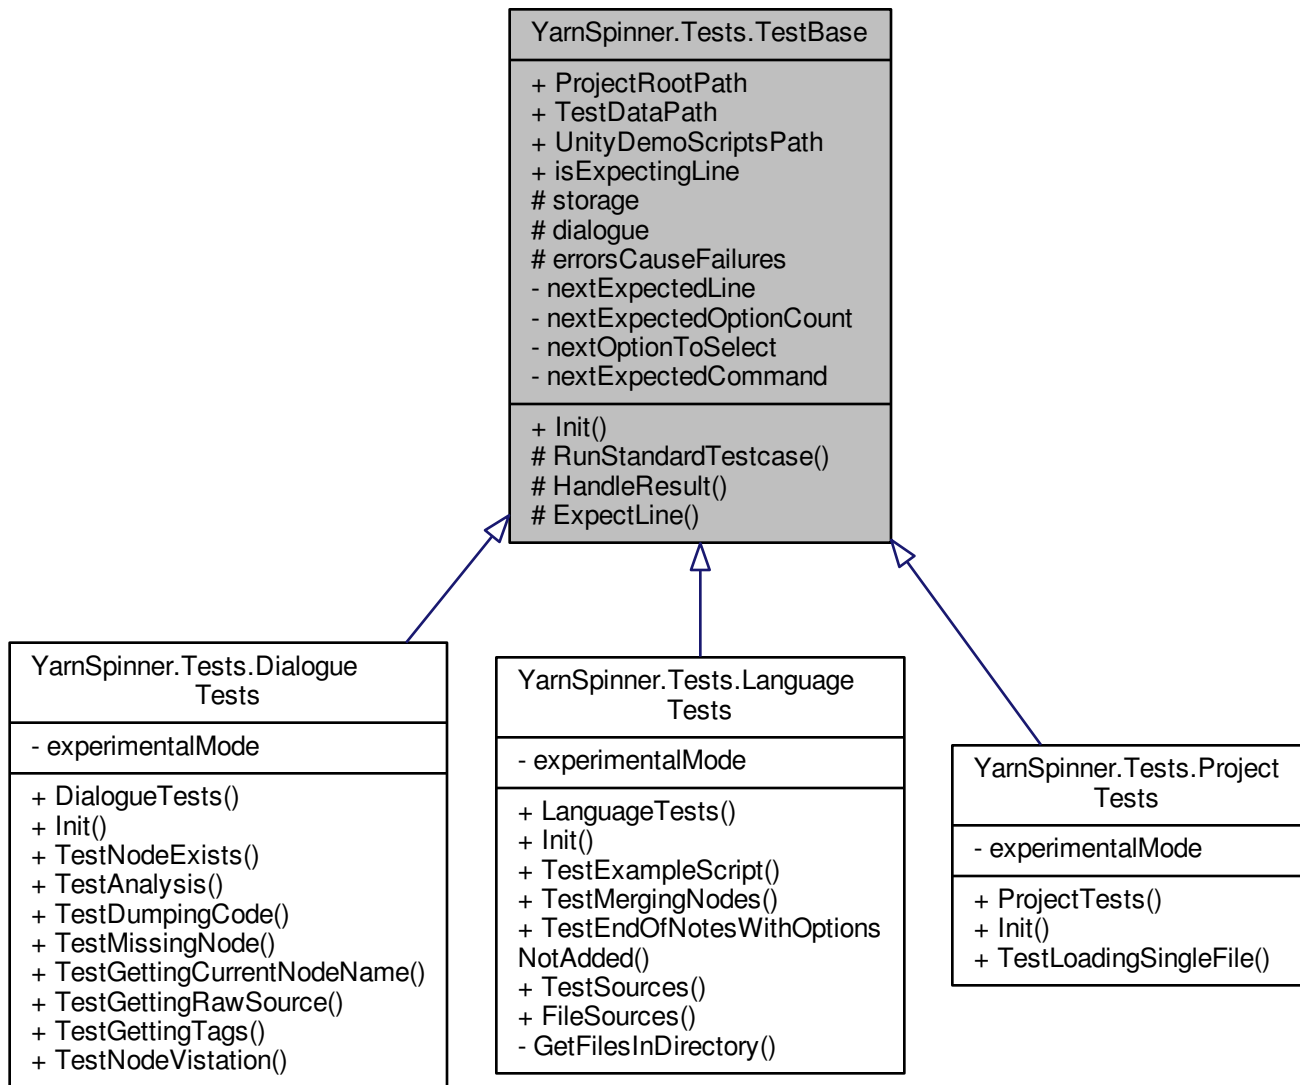 YarnSpinner.Tests.TestBase
+ ProjectRootPath
+ TestDataPath
+ UnityDemoScriptsPath
+ isExpectingLine
# storage
# dialogue
# errorsCauseFailures
- nextExpectedLine
- nextExpectedOptionCount
- nextOptionToSelect
- nextExpectedCommand
+ Init()
# RunStandardTestcase()
# HandleResult()
# ExpectLine()
YarnSpinner.Tests.Dialogue
Tests
- experimentalMode
+ DialogueTests()
+ Init()
+ TestNodeExists()
+ TestAnalysis()
+ TestDumpingCode()
+ TestMissingNode()
+ TestGettingCurrentNodeName()
+ TestGettingRawSource()
+ TestGettingTags()
+ TestNodeVistation()
YarnSpinner.Tests.Language
Tests
- experimentalMode
+ LanguageTests()
+ Init()
+ TestExampleScript()
+ TestMergingNodes()
+ TestEndOfNotesWithOptions
NotAdded()
+ TestSources()
+ FileSources()
- GetFilesInDirectory()
YarnSpinner.Tests.Project
Tests
- experimentalMode
+ ProjectTests()
+ Init()
+ TestLoadingSingleFile()